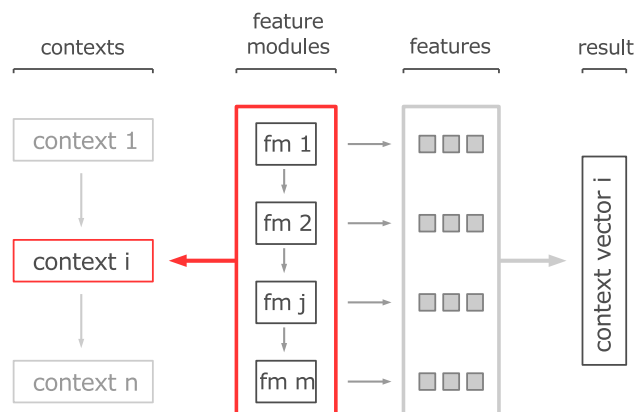 contexts
feature
modules
features
result
context 1
context i
context n
fm 1
fm 2
fm j
fm m
context vector i